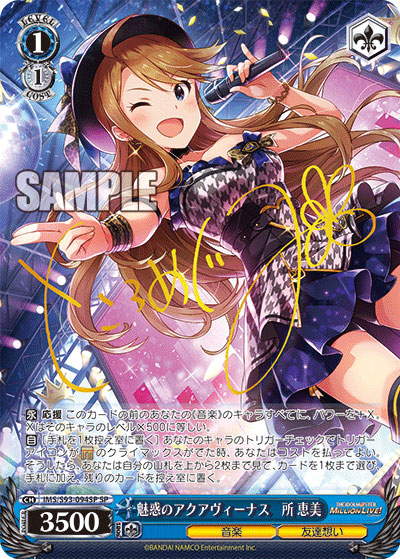 LEVEL
1
1
COST
SAMPLE
ところめぐみ
永 応援 このカードの前のあなたの《音楽》のキャラすべてに、パワーを+X。
Xはそのキャラのレベル×500に等しい。
自 [手札を1枚控え室に置く] あなたのキャラのトリガーチェックでトリガー
アイコンが のクライマックスがでた時、あなたはコストを払ってよい。
そうしたら、あなたは自分の山札を上から2枚まで見て、カードを1枚まで選び、
手札に加え、残りのカードを控え室に置く。
CH IMS/S93-094SP SP
魅惑のアクアヴィーナス 所 恵美
THE IDOLM@STER
MILLION LIVE!
POWER
3500
音楽
友達想い
©BANDAI NAMCO Entertainment Inc.